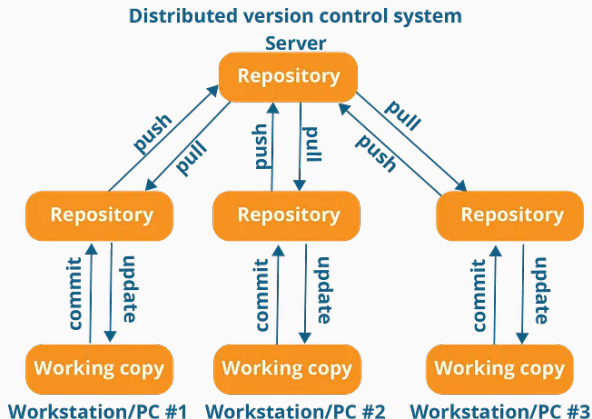 Distributed version control system
Server
Repository
push
pull
push
pull
push
pull
Repository
Repository
Repository
commit
update
commit
update
commit
update
Working copy
Working copy
Working copy
Workstation/PC #1
Workstation/PC #2
Workstation/PC #3